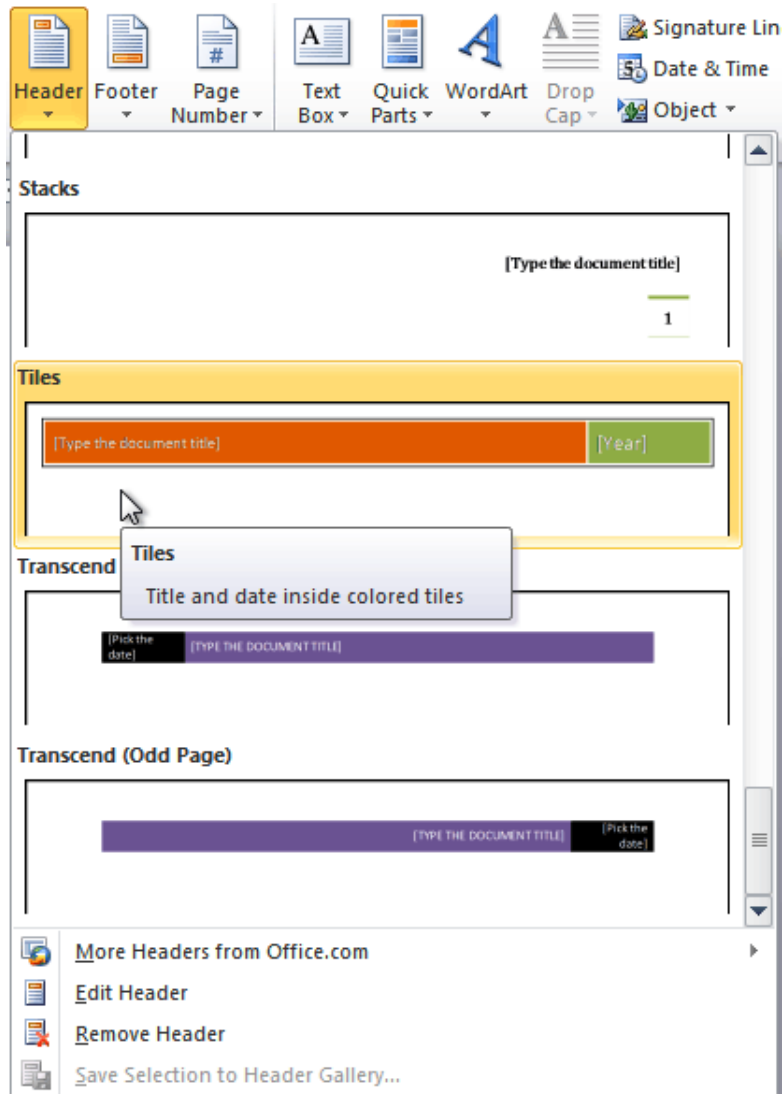 Header Footer Page Number Text Box Quick Parts WordArt Drop Cap
Signature Lin
Date & Time
Object
Stacks
[Type the document title]
1
Tiles
[Type the document title] [Year]
Tiles
Title and date inside colored tiles
Transcend
[Pick the
date] [TYPE THE DOCUMENT TITLE]
Transcend (Odd Page)
[TYPE THE DOCUMENT TITLE] [Pick the
date]
More Headers from Office.com
Edit Header
Remove Header
Save Selection to Header Gallery...